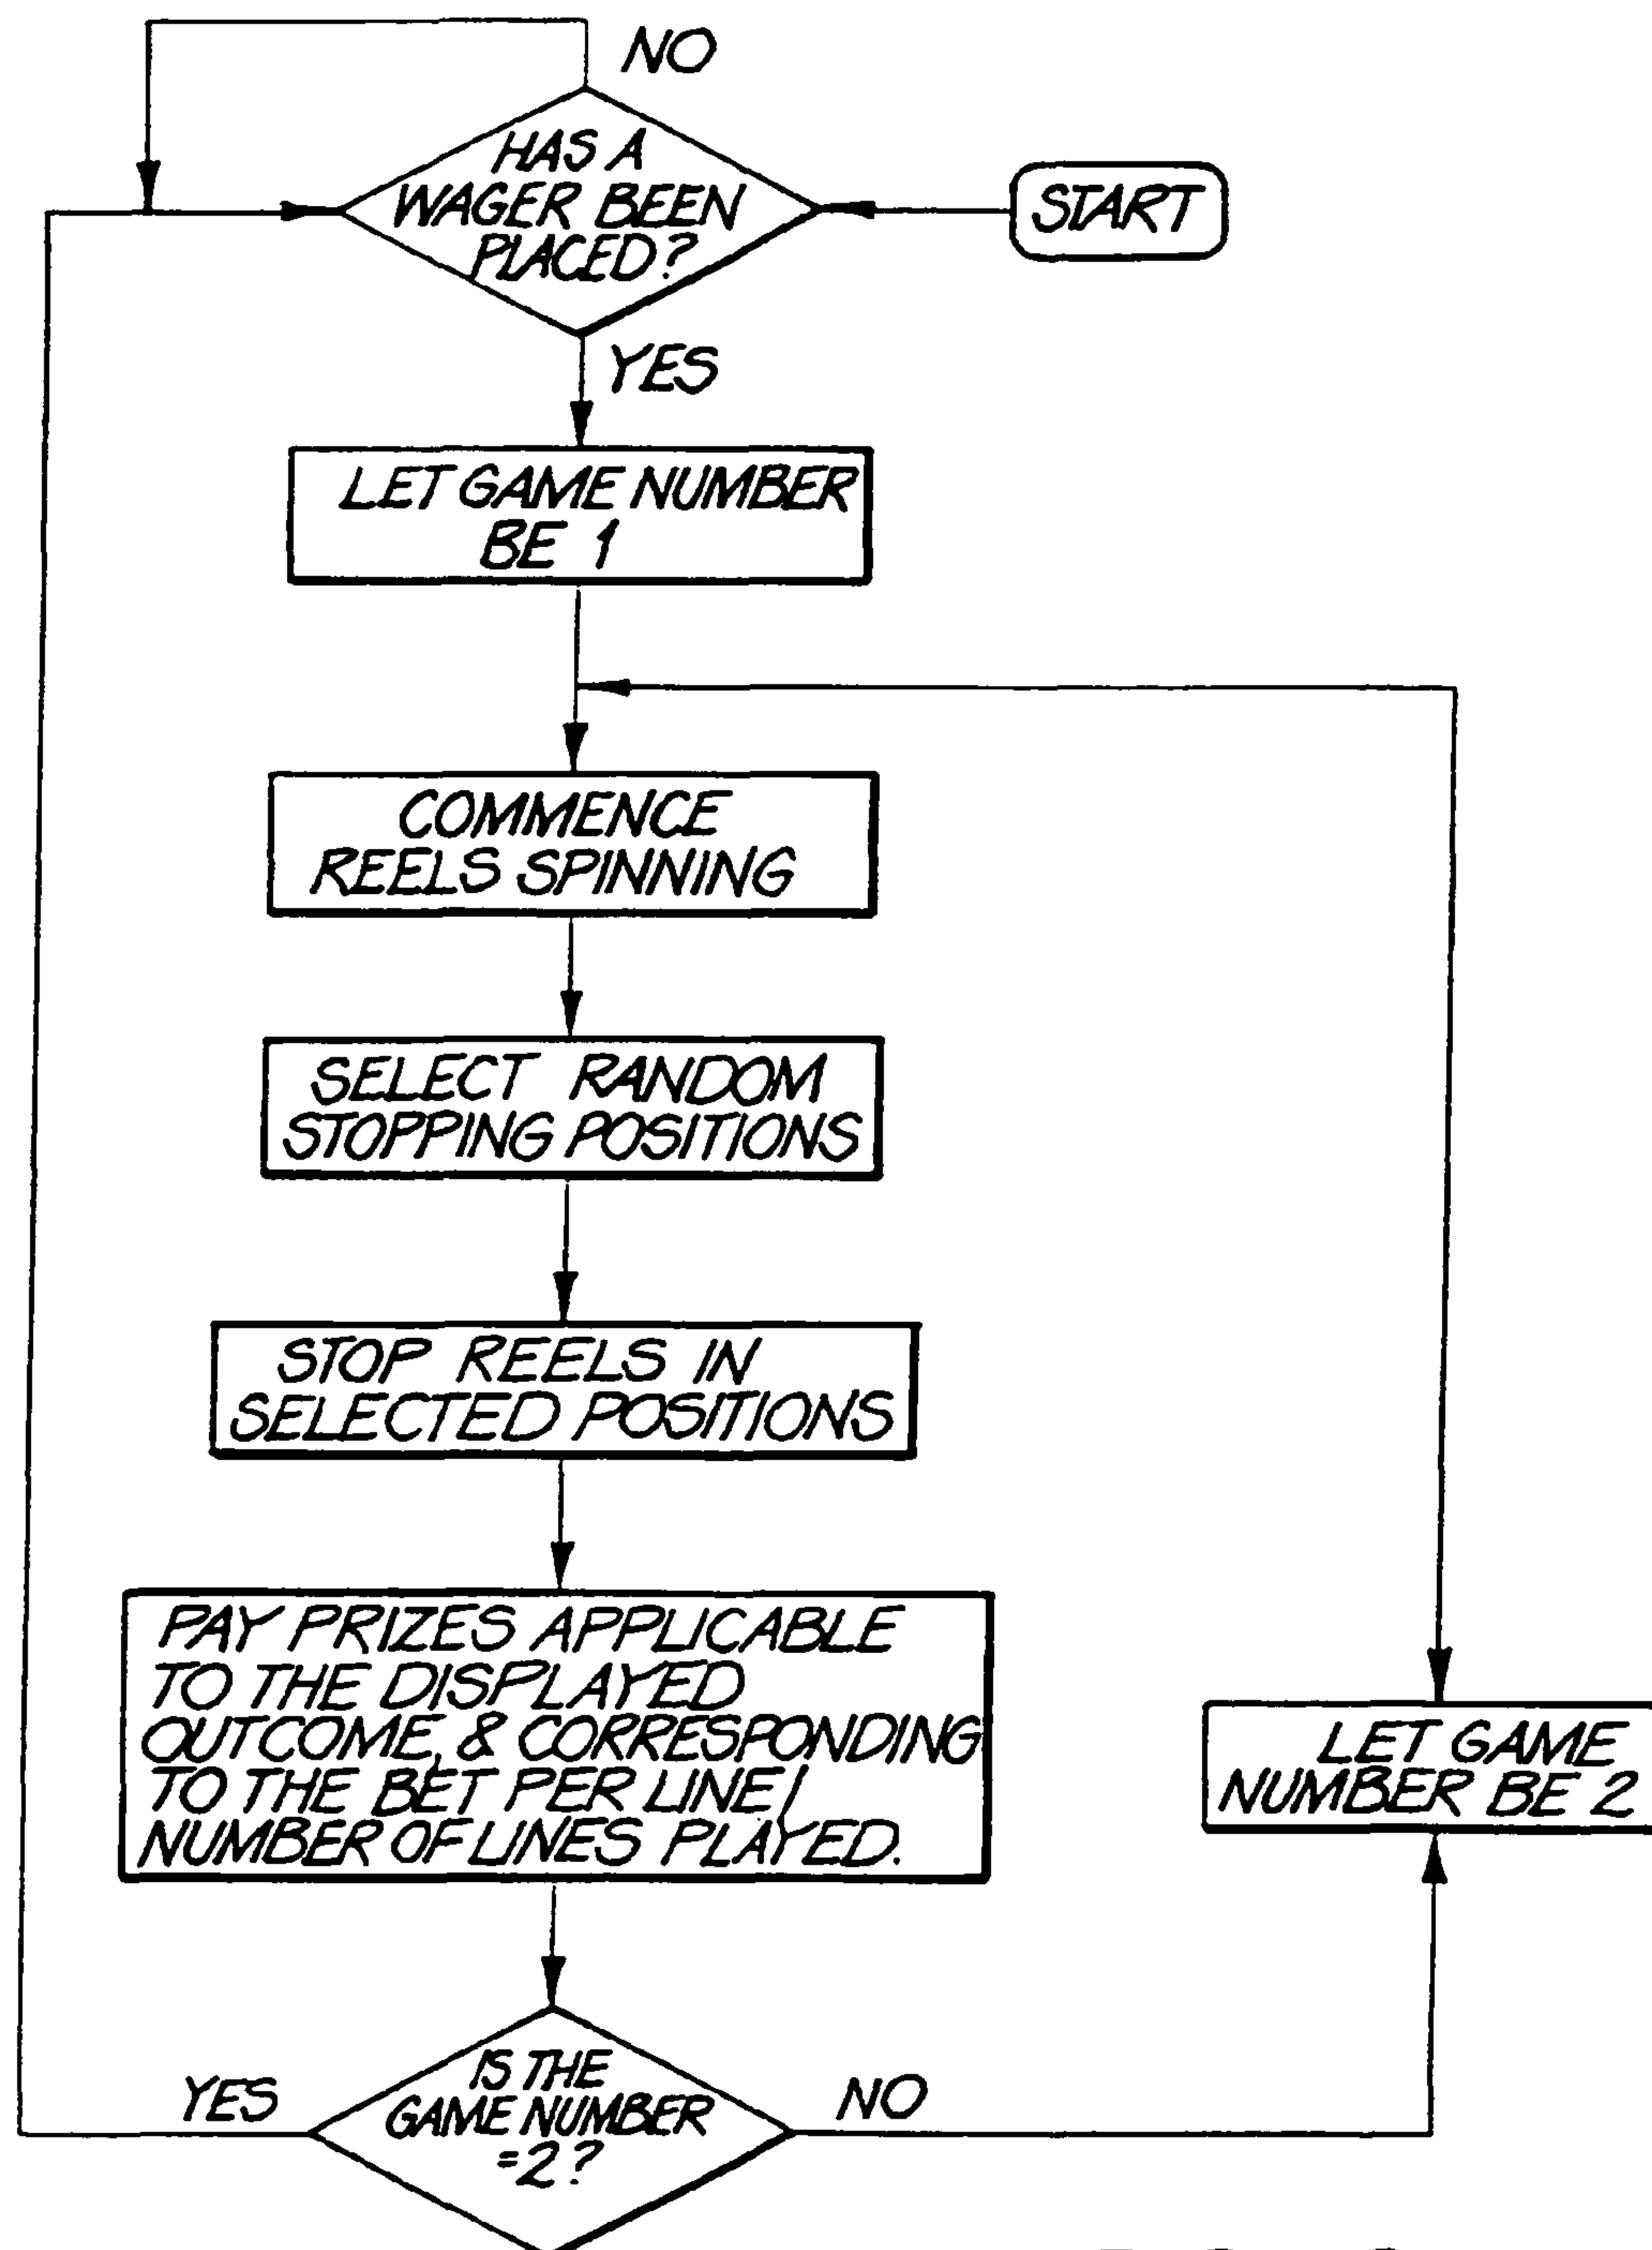 NO
HAS A
WAGER BEEN
PLACED?
START
YES
LET GAME NUMBER
BE 1
COMMENCE
REELS SPINNING
SELECT RANDOM
STOPPING POSITIONS
STOP REELS IN
SELECTED POSITIONS
PAY PRIZES APPLICABLE
TO THE DISPLAYED
OUTCOME, & CORRESPONDING
TO THE BET PER LINE/
NUMBER OF LINES PLAYED.
LET GAME
NUMBER BE 2
IS THE
GAME NUMBER
=2?
YES
NO